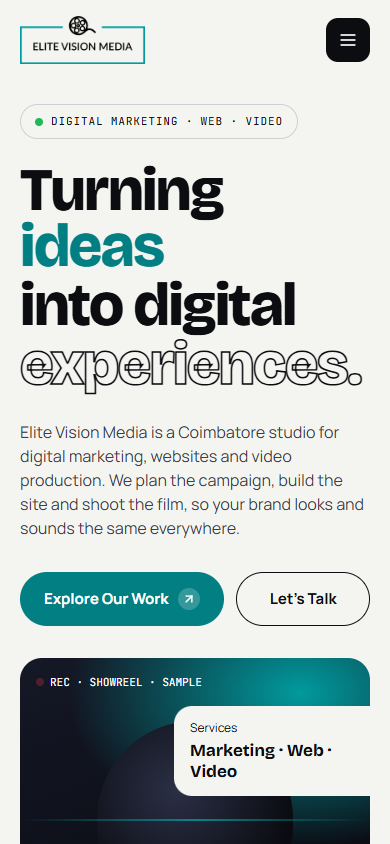 ELITE VISION MEDIA
DIGITAL MARKETING · WEB · VIDEO
Turning
ideas
into digital
experiences.
Elite Vision Media is a Coimbatore studio for
digital marketing, websites and video
production. We plan the campaign, build the
site and shoot the film, so your brand looks and
sounds the same everywhere.
Explore Our Work
Let's Talk
REC · SHOWREEL · SAMPLE
Services
Marketing · Web ·
Video